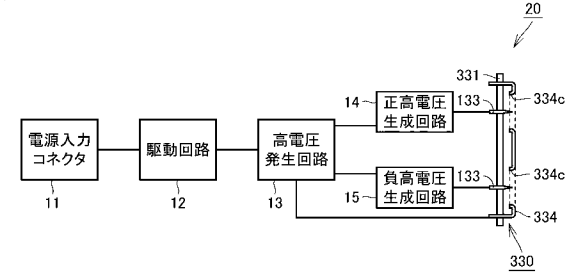 20
331
334c
14
正高電圧
生成回路
133
電源入力
コネクタ
11
駆動回路
12
高電圧
発生回路
13
負高電圧
生成回路
15
133
334c
334
330